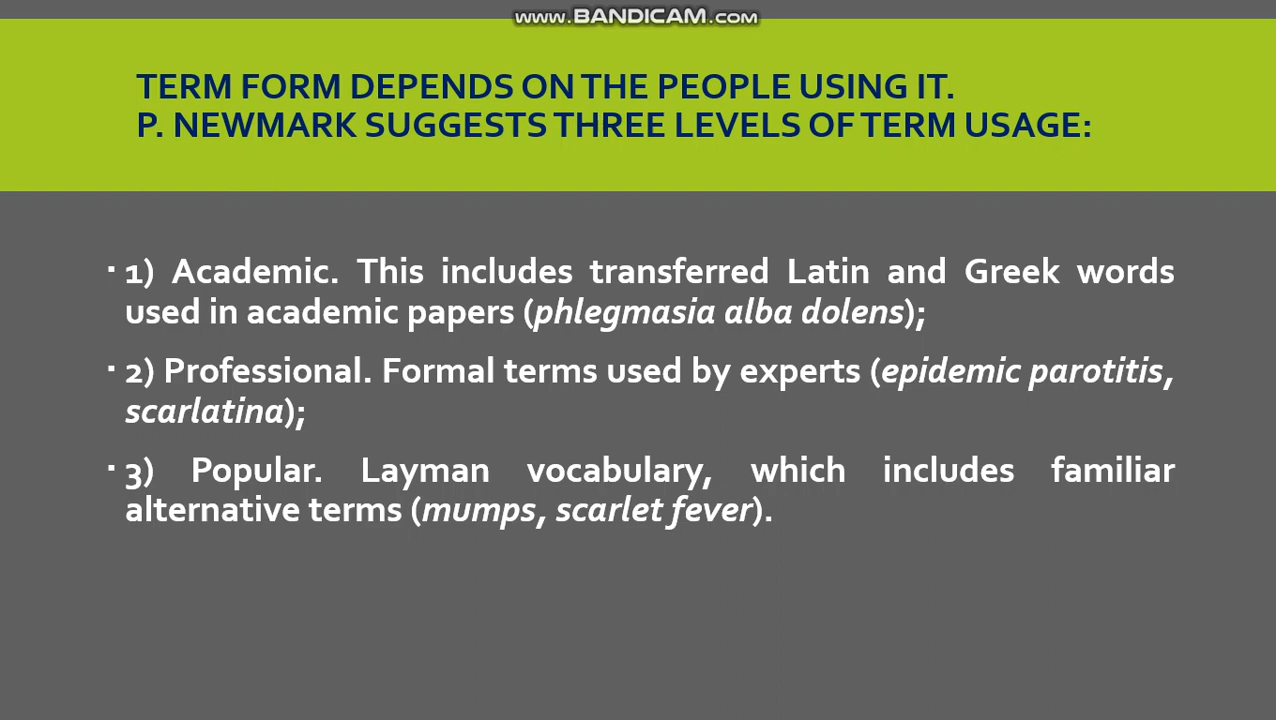 www.BANDICAM.com
TERM FORM DEPENDS ON THE PEOPLE USING IT.
P. NEWMARK SUGGESTS THREE LEVELS OF TERM USAGE:
▪ 1) Academic. This includes transferred Latin and Greek words
used in academic papers (phlegmasia alba dolens);
▪ 2) Professional. Formal terms used by experts (epidemic parotitis,
scarlatina);
▪ 3) Popular. Layman vocabulary, which includes familiar
alternative terms (mumps, scarlet fever).